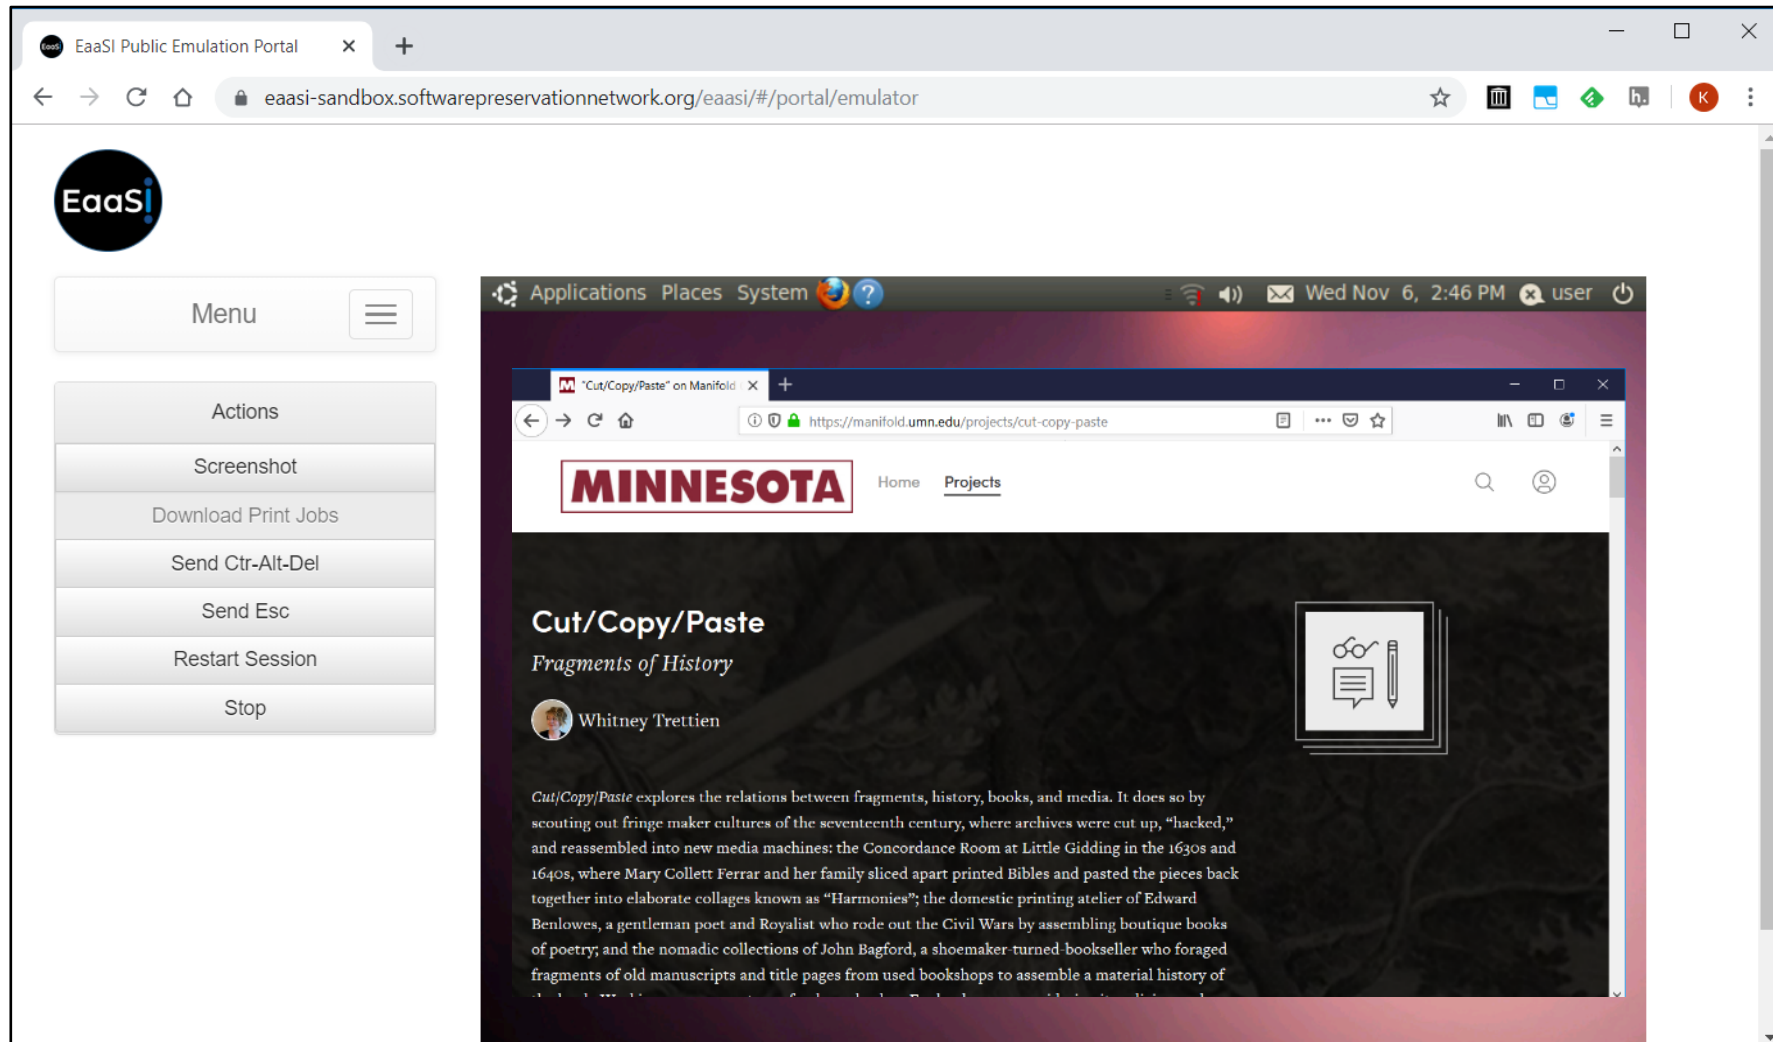 EaaSI Public Emulation Portal
eaasi-sandbox.softwarepreservationnetwork.org/eaasi/#/portal/emulator
K
EaaSI
Menu
Actions
Screenshot
Download Print Jobs
Send Ctr-Alt-Del
Send Esc
Restart Session
Stop
Applications Places System ? Wed Nov 6, 2:46 PM user
"Cut/Copy/Paste" on Manifold
https://manifold.umn.edu/projects/cut-copy-paste
MINNESOTA Home Projects
Cut/Copy/Paste
Fragments of History
Whitney Trettien
Cut/Copy/Paste explores the relations between fragments, history, books, and media. It does so by
scouting out fringe maker cultures of the seventeenth century, where archives were cut up, “hacked,”
and reassembled into new media machines: the Concordance Room at Little Gidding in the 1630s and
1640s, where Mary Collett Ferrar and her family sliced apart printed Bibles and pasted the pieces back
together into elaborate collages known as “Harmonies”; the domestic printing atelier of Edward
Benlowes, a gentleman poet and Royalist who rode out the Civil Wars by assembling boutique books
of poetry; and the nomadic collections of John Bagford, a shoemaker-turned-bookseller who foraged
fragments of old manuscripts and title pages from used bookshops to assemble a material history of